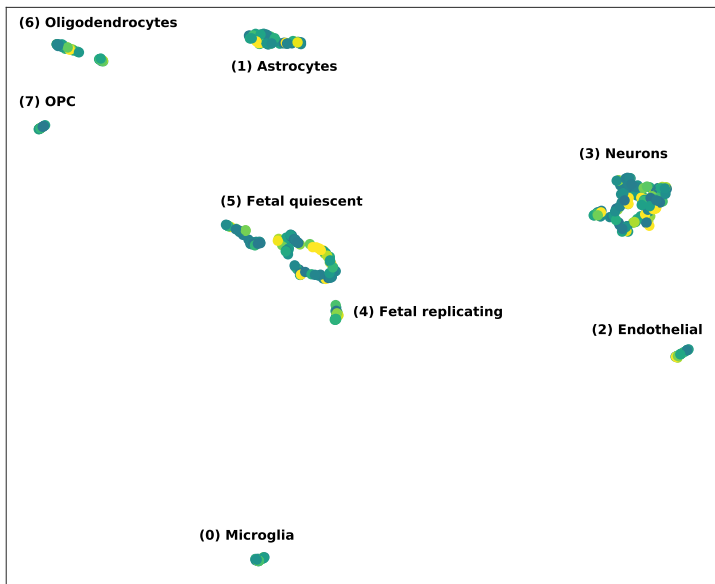 (6) Oligodendrocytes
(1) Astrocytes
(7) OPC
(3) Neurons
(5) Fetal quiescent
(4) Fetal replicating
(2) Endothelial
(0) Microglia